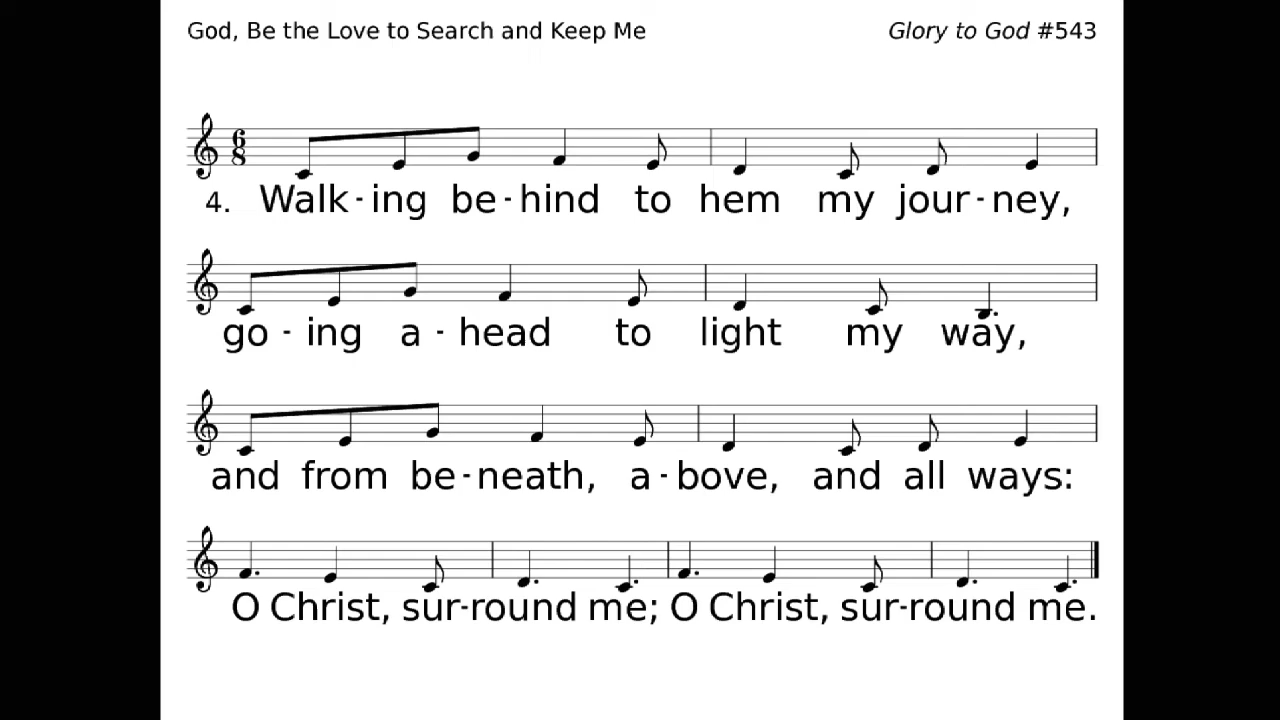 God, Be the Love to Search and Keep Me
Glory to God #543
6
8
4. Walk-ing be-hind to hem my jour-ney,
go-ing a-head to light my way,
and from be-neath, a-bove, and all ways:
O Christ, sur-round me; O Christ, sur-round me.